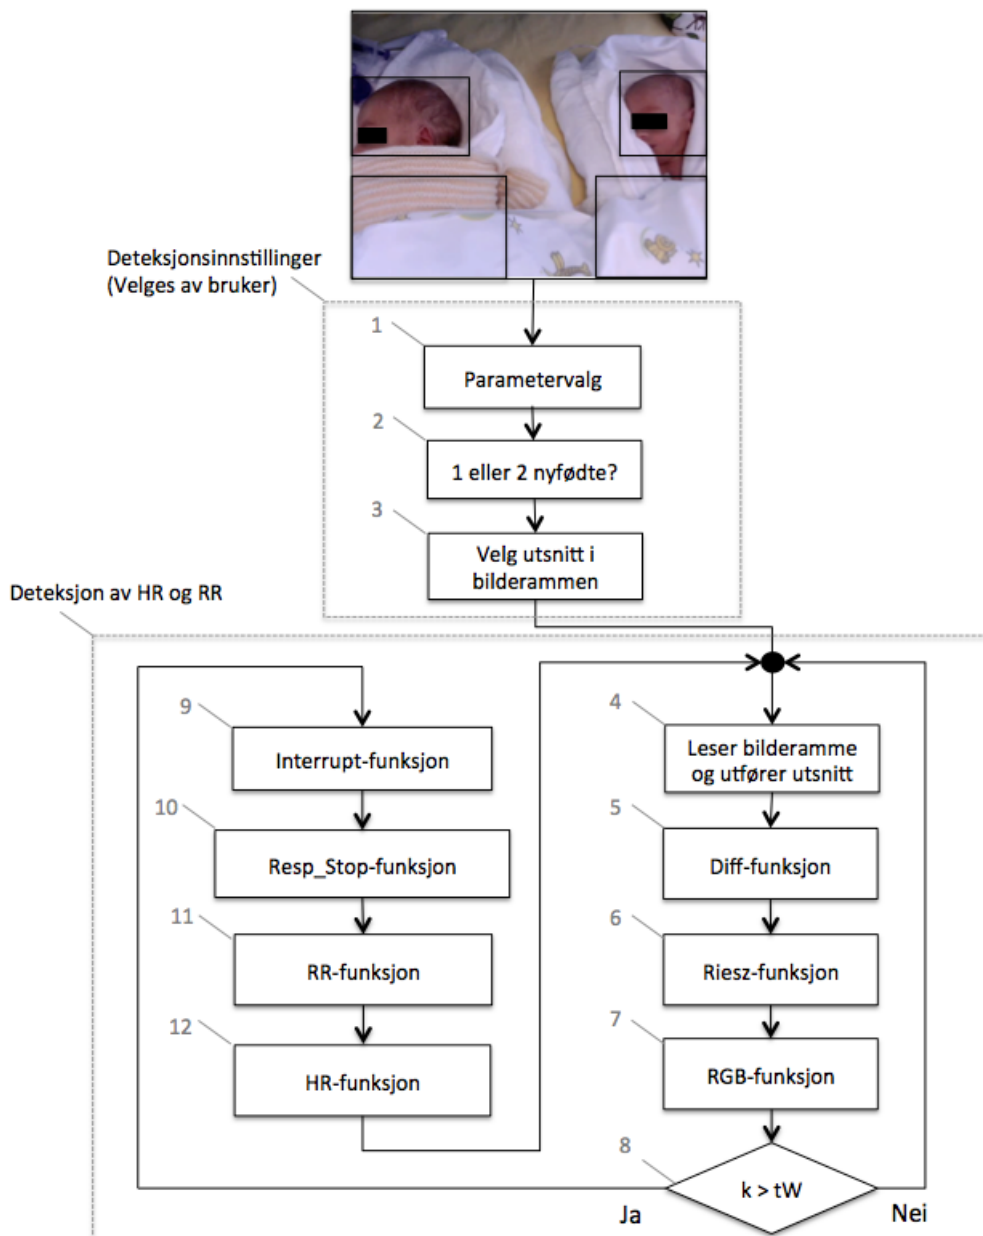 Deteksjonsinnstillinger
(Velges av bruker)
1
Parametervalg
2
1 eller 2 nyfødte?
3
Velg utsnitt i
bilderammen
Deteksjon av HR og RR
4
Leser bilderamme
og utfører utsnitt
5
Diff-funksjon
6
Riesz-funksjon
7
RGB-funksjon
8
k > tW
Ja
Nei
9
Interrupt-funksjon
10
Resp_Stop-funksjon
11
RR-funksjon
12
HR-funksjon